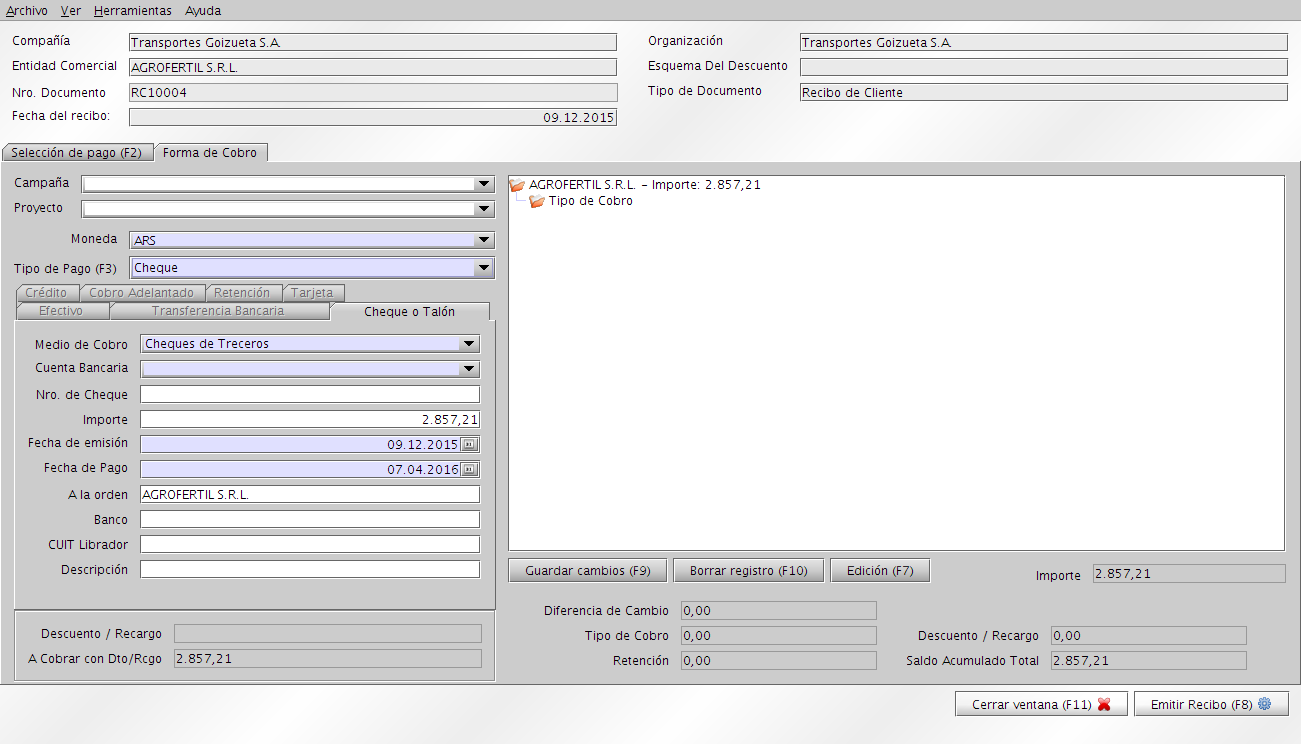 Archivo Ver Herramientas Ayuda
Compañía Transportes Goizueta S.A. Organización Transportes Goizueta S.A.
Entidad Comercial AGROFERTIL S.R.L. Esquema Del Descuento
Nro. Documento RC10004 Tipo de Documento Recibo de Cliente
Fecha del recibo: 09.12.2015
Selección de pago (F2) Forma de Cobro
Campaña
Proyecto
Moneda ARS
Tipo de Pago (F3) Cheque
Crédito Cobro Adelantado Retención Tarjeta
Efectivo Transferencia Bancaria Cheque o Talón
Medio de Cobro Cheques de Treceros
Cuenta Bancaria
Nro. de Cheque
Importe 2.857,21
Fecha de emisión 09.12.2015
Fecha de Pago 07.04.2016
A la orden AGROFERTIL S.R.L.
Banco
CUIT Librador
Descripción
Descuento / Recargo
A Cobrar con Dto/Rcgo 2.857,21
AGROFERTIL S.R.L. - Importe: 2.857,21
Tipo de Cobro
Guardar cambios (F9) Borrar registro (F10) Edición (F7) Importe 2.857,21
Diferencia de Cambio 0,00
Tipo de Cobro 0,00 Descuento / Recargo 0,00
Retención 0,00 Saldo Acumulado Total 2.857,21
Cerrar ventana (F11) Emitir Recibo (F8)